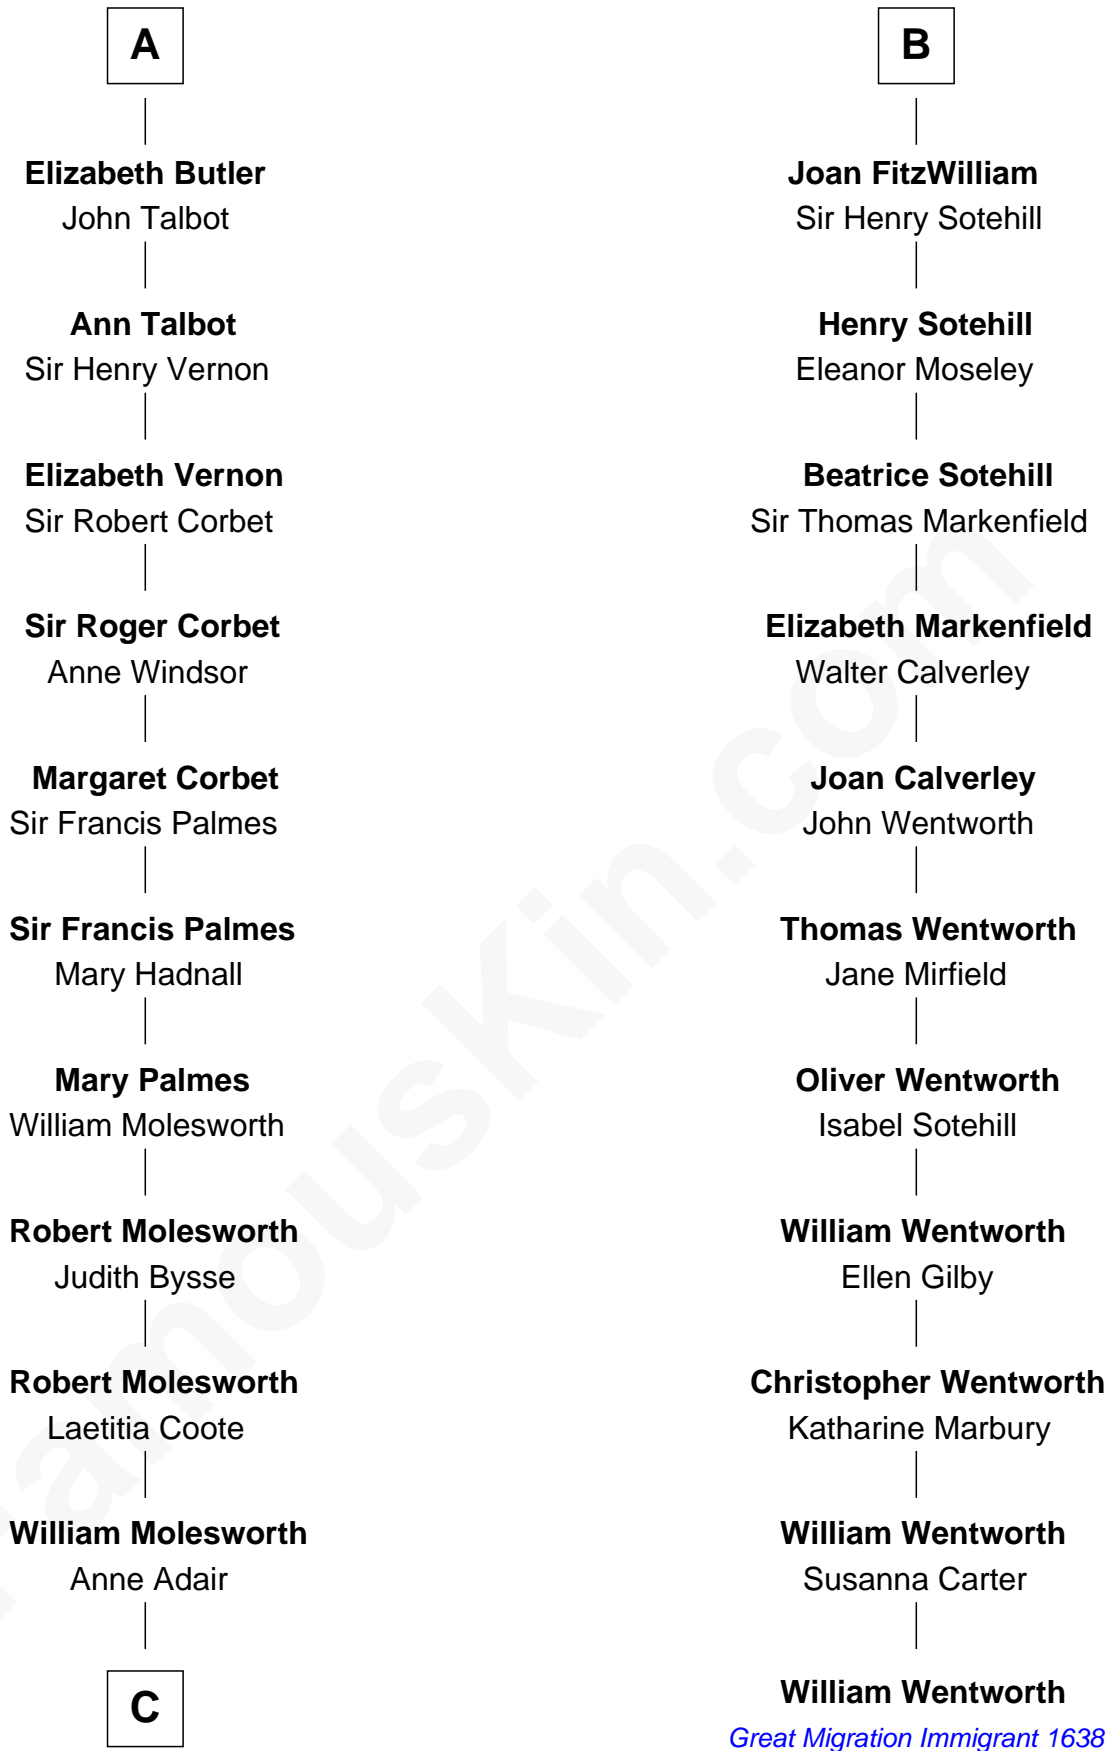 A
Elizabeth Butler
John Talbot
Ann Talbot
Sir Henry Vernon
Elizabeth Vernon
Sir Robert Corbet
Sir Roger Corbet
Anne Windsor
Margaret Corbet
Sir Francis Palmes
Sir Francis Palmes
Mary Hadnall
Mary Palmes
William Molesworth
Robert Molesworth
Judith Bysse
Robert Molesworth
Laetitia Coote
William Molesworth
Anne Adair
C
B
Joan FitzWilliam
Sir Henry Sotehill
Henry Sotehill
Eleanor Moseley
Beatrice Sotehill
Sir Thomas Markenfield
Elizabeth Markenfield
Walter Calverley
Joan Calverley
John Wentworth
Thomas Wentworth
Jane Mirfield
Oliver Wentworth
Isabel Sotehill
William Wentworth
Ellen Gilby
Christopher Wentworth
Katharine Marbury
William Wentworth
Susanna Carter
William Wentworth
Great Migration Immigrant 1638
FamousKin.com